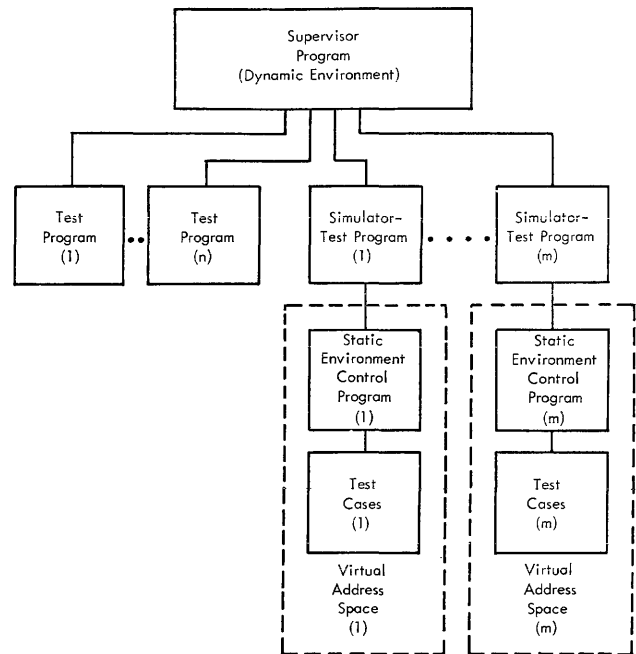 Supervisor
Program
(Dynamic Environment)
Test
Program
(1)
Test
Program
(n)
Simulator-
Test Program
(1)
Simulator-
Test Program
(m)
Static
Environment
Control
Program
(1)
Test
Cases
(1)
Virtual
Address
Space
(1)
Static
Environment
Control
Program
(m)
Test
Cases
(m)
Virtual
Address
Space
(m)